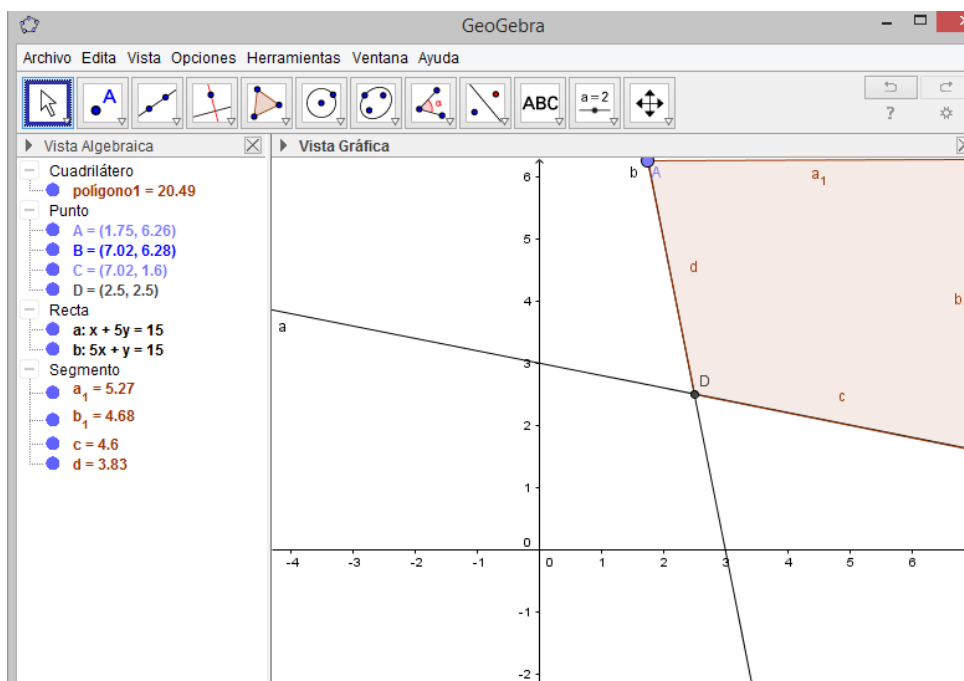 GeoGebra
Archivo Edita Vista Opciones Herramientas Ventana Ayuda
A
α
ABC
a=2
?
Vista Algebraica
Cuadrilátero
polígono1 = 20.49
Punto
A = (1.75, 6.26)
B = (7.02, 6.28)
C = (7.02, 1.6)
D = (2.5, 2.5)
Recta
a: x + 5y = 15
b: 5x + y = 15
Segmento
a₁ = 5.27
b₁ = 4.68
c = 4.6
d = 3.83
Vista Gráfica
6
b
A
a₁
5
d
4
b
a
3
D
c
2
1
0
-4 -3 -2 -1 0 1 2 3 4 5 6
-1
-2